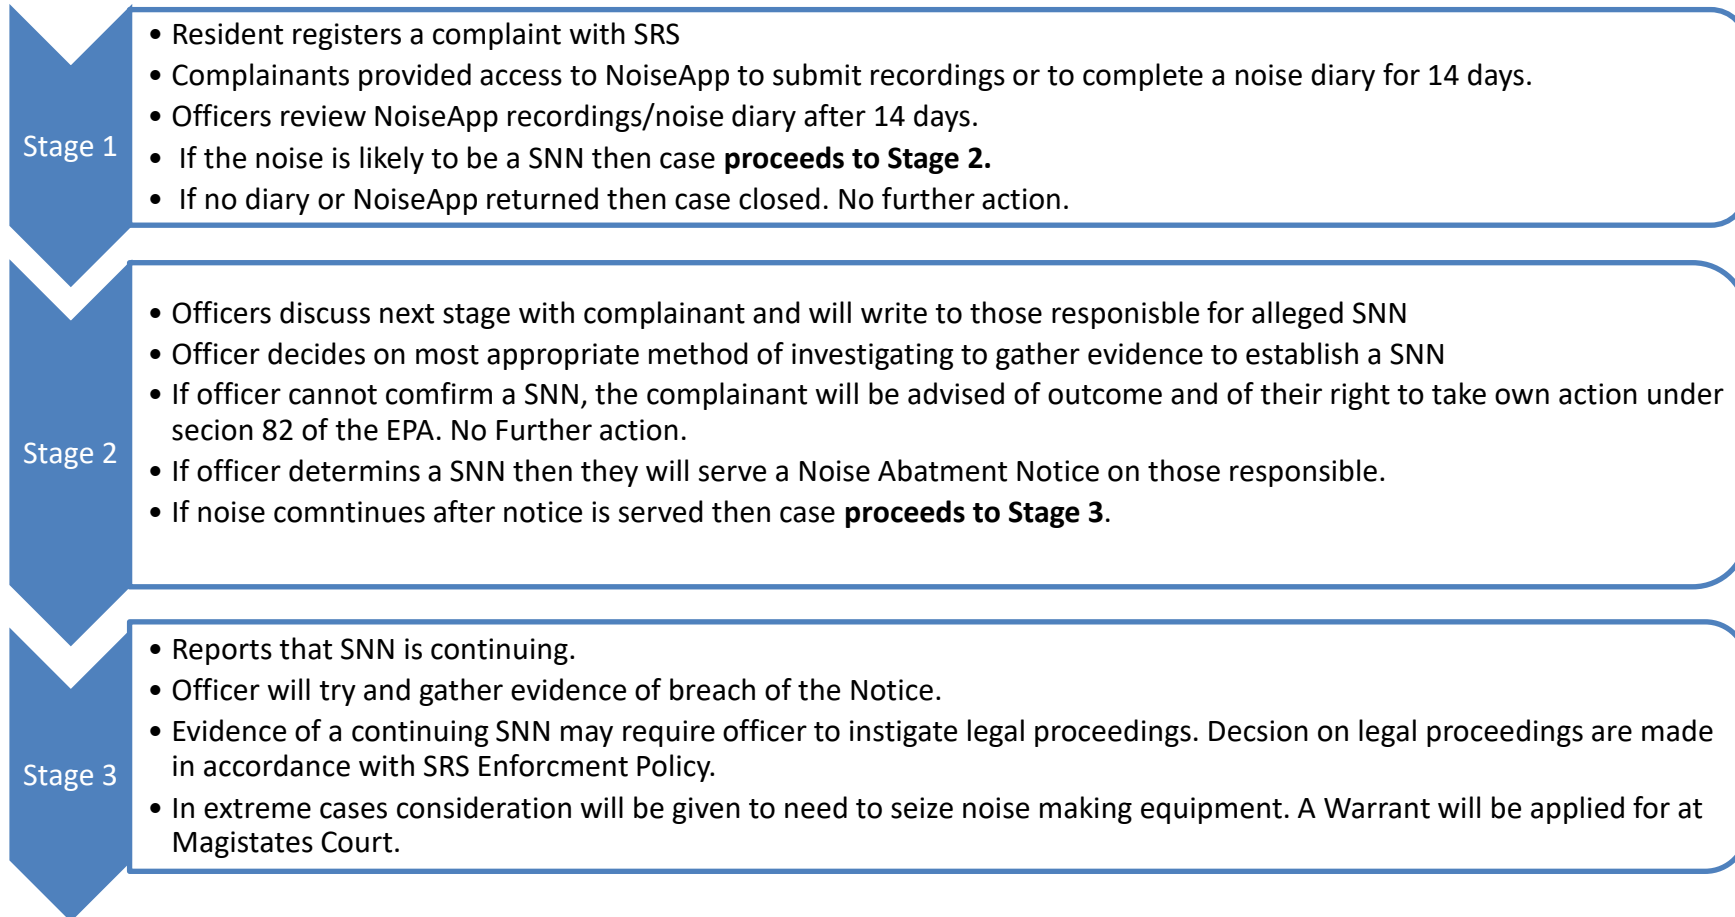 Stage 1
• Resident registers a complaint with SRS
• Complainants provided access to NoiseApp to submit recordings or to complete a noise diary for 14 days.
• Officers review NoiseApp recordings/noise diary after 14 days.
• If the noise is likely to be a SNN then case proceeds to Stage 2.
• If no diary or NoiseApp returned then case closed. No further action.
Stage 2
• Officers discuss next stage with complainant and will write to those responisble for alleged SNN
• Officer decides on most appropriate method of investigating to gather evidence to establish a SNN
• If officer cannot comfirm a SNN, the complainant will be advised of outcome and of their right to take own action under
secion 82 of the EPA. No Further action.
• If officer determins a SNN then they will serve a Noise Abatment Notice on those responsible.
• If noise comntinues after notice is served then case proceeds to Stage 3.
Stage 3
• Reports that SNN is continuing.
• Officer will try and gather evidence of breach of the Notice.
• Evidence of a continuing SNN may require officer to instigate legal proceedings. Decsion on legal proceedings are made
in accordance with SRS Enforcment Policy.
• In extreme cases consideration will be given to need to seize noise making equipment. A Warrant will be applied for at
Magistates Court.